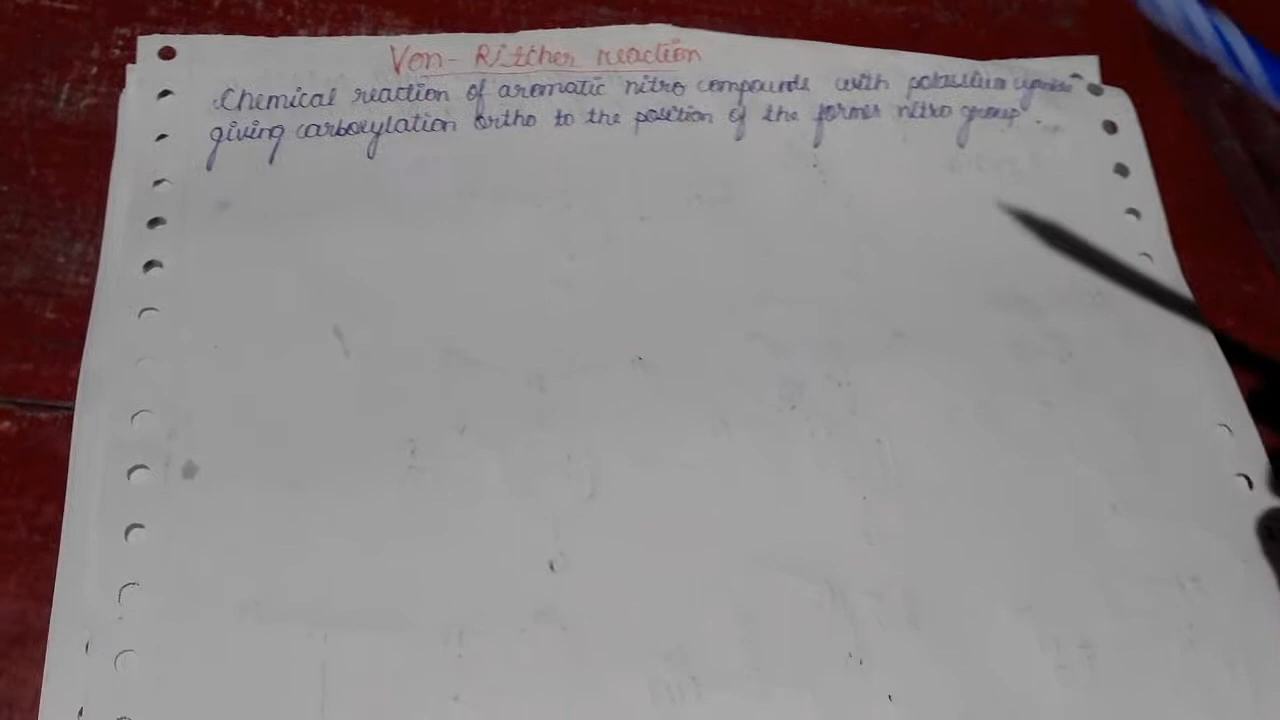 Von-Ritcher reaction
Chemical reaction of aromatic nitro compounds with potassium cyanide
giving carboxylation ortho to the position of the former nitro group.